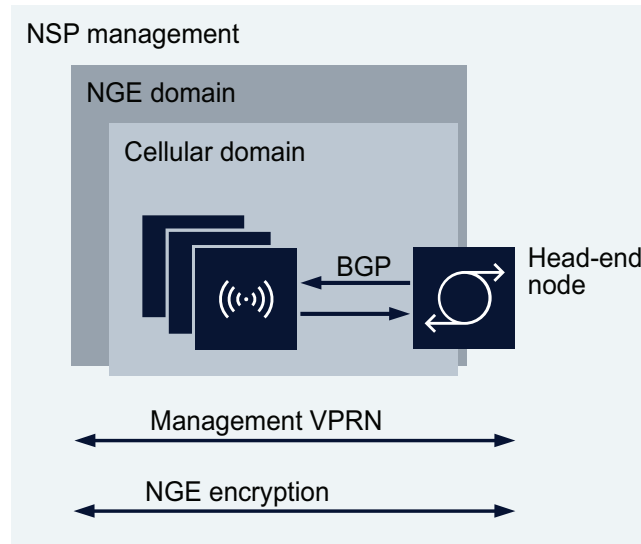 NSP management
NGE domain
Cellular domain
BGP
Head-end
node
Management VPRN
NGE encryption